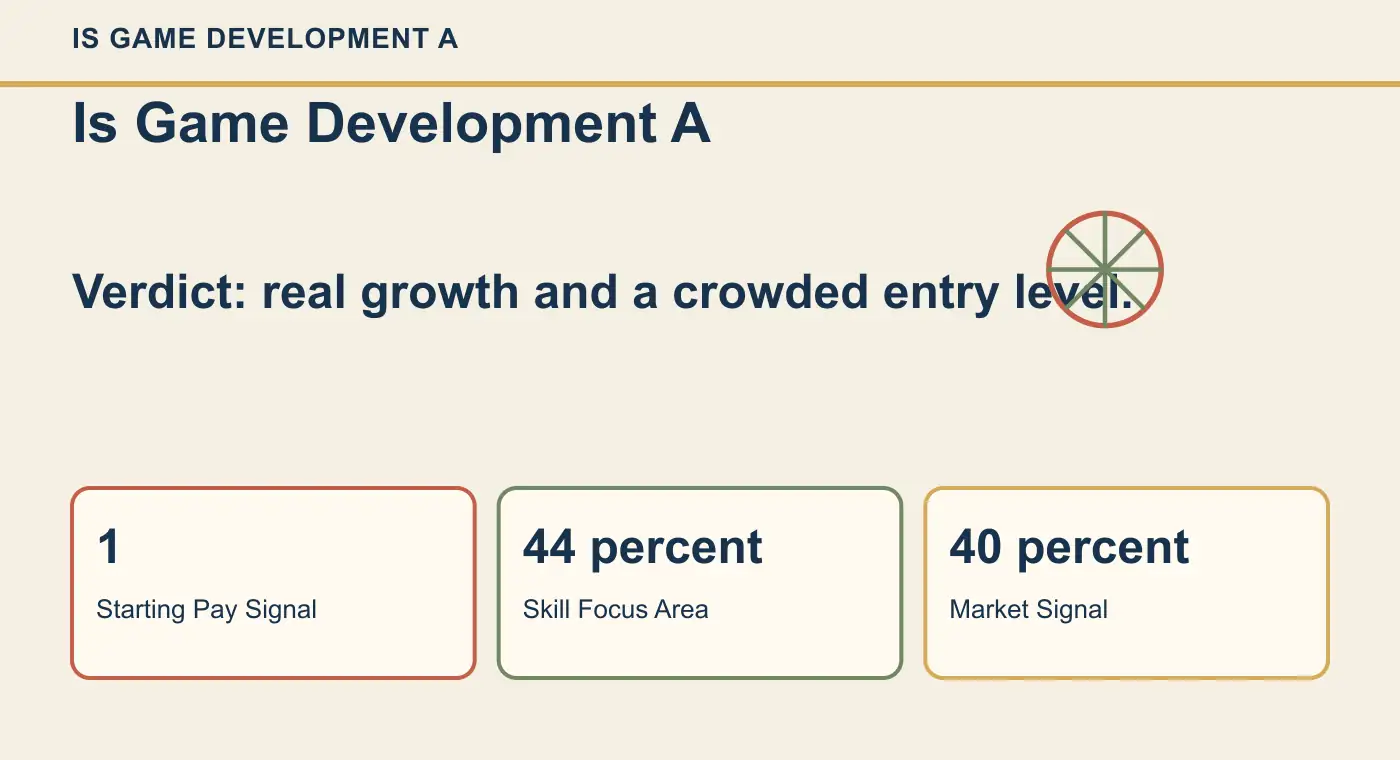 IS GAME DEVELOPMENT A
Is Game Development A
Verdict: real growth and a crowded entry level.
1
Starting Pay Signal
44 percent
Skill Focus Area
40 percent
Market Signal